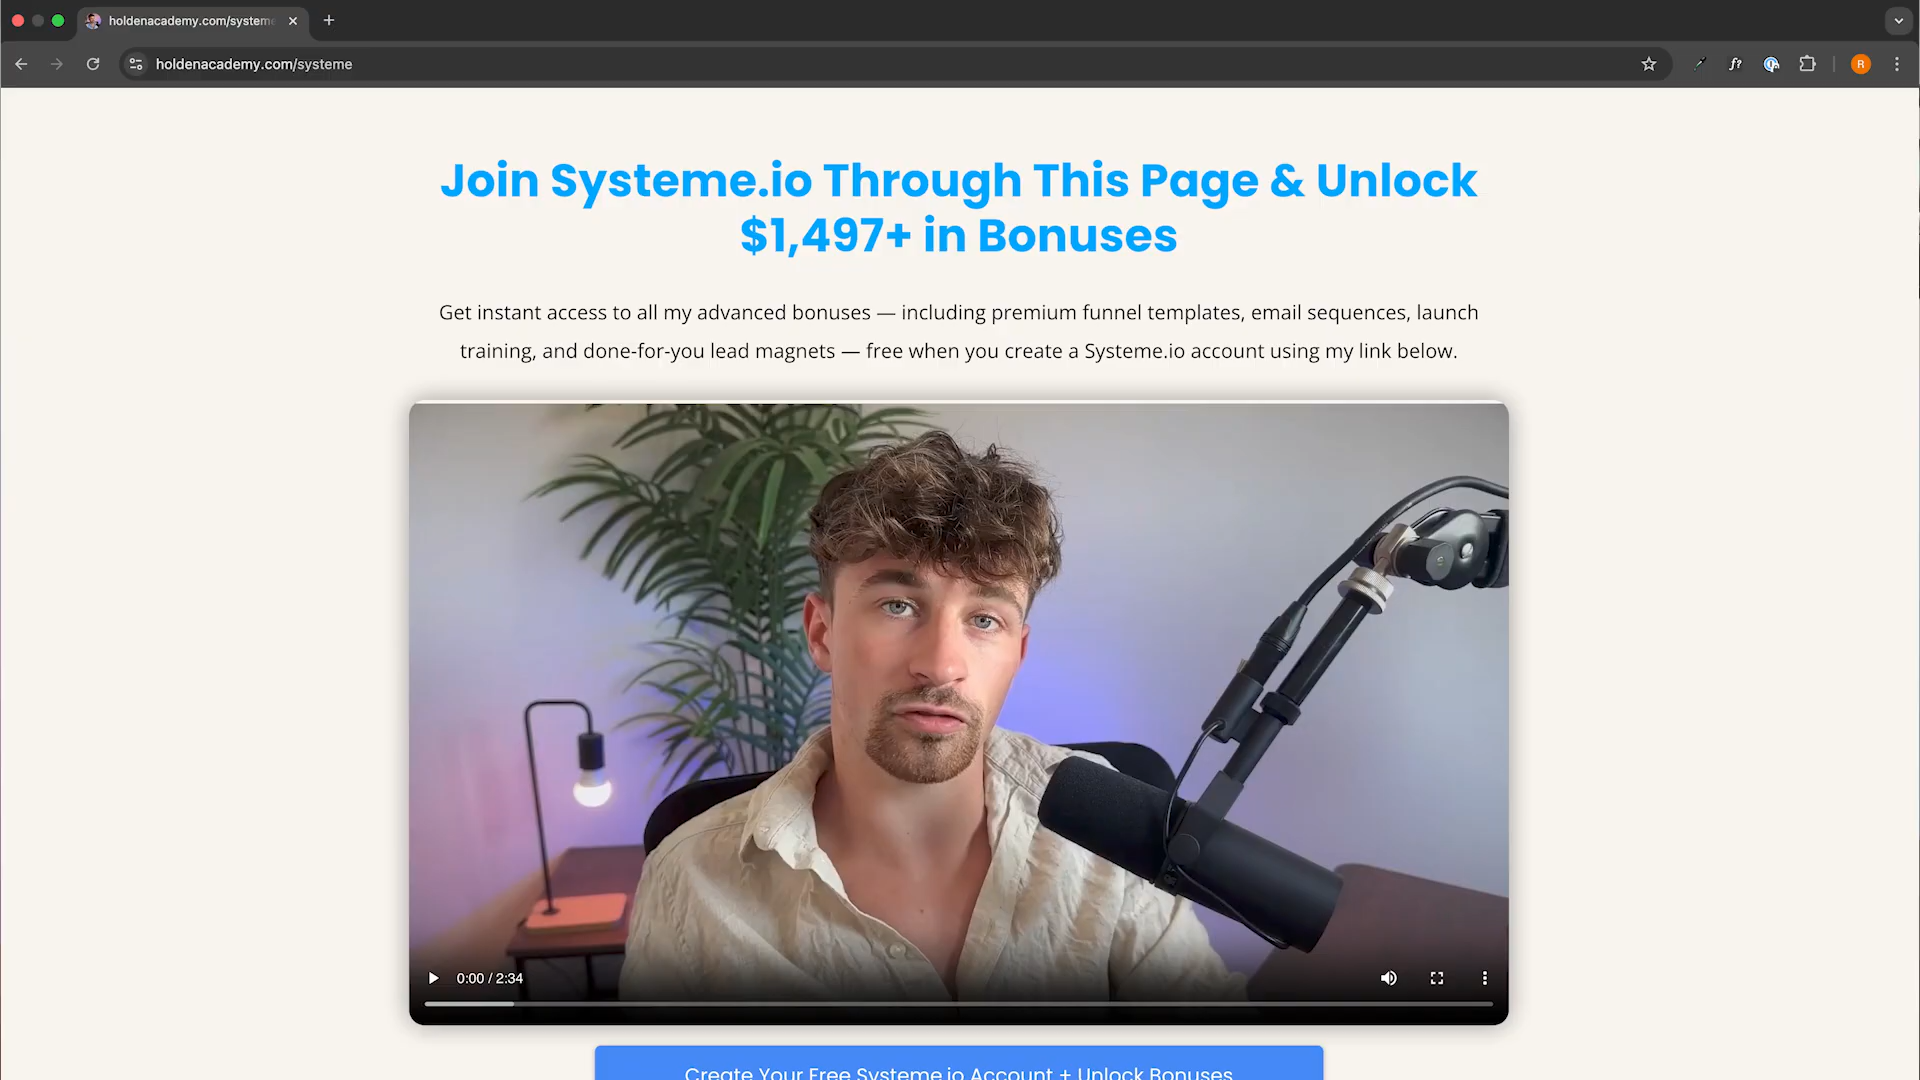 holdenacademy.com/system
holdenacademy.com/systeme
f?
R
Join Systeme.io Through This Page & Unlock
$1,497+ in Bonuses
Get instant access to all my advanced bonuses — including premium funnel templates, email sequences, launch
training, and done-for-you lead magnets — free when you create a Systeme.io account using my link below.
0:00 / 2:34
Create Your Free Systeme.io Account + Unlock Bonuses